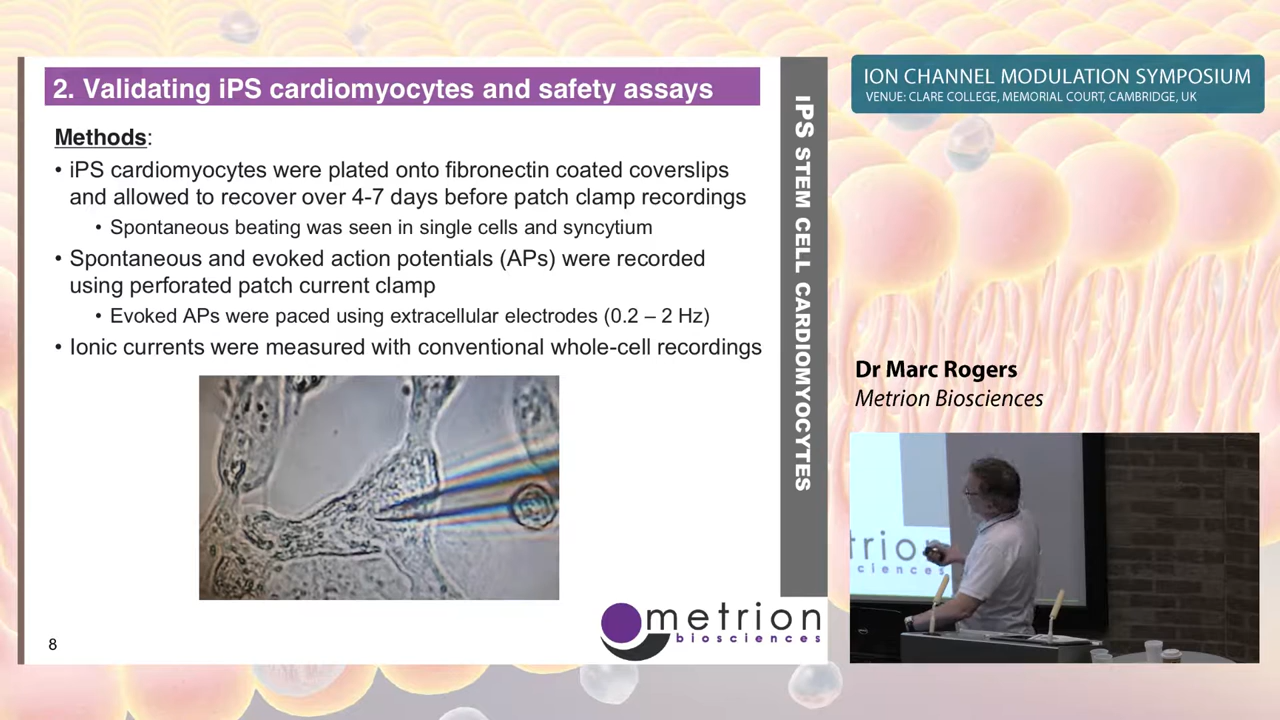 2. Validating iPS cardiomyocytes and safety assays
Methods:
• iPS cardiomyocytes were plated onto fibronectin coated coverslips
and allowed to recover over 4-7 days before patch clamp recordings
• Spontaneous beating was seen in single cells and syncytium
• Spontaneous and evoked action potentials (APs) were recorded
using perforated patch current clamp
• Evoked APs were paced using extracellular electrodes (0.2 – 2 Hz)
• Ionic currents were measured with conventional whole-cell recordings
8
metrion
biosciences
iPS STEM CELL CARDIOMYOCYTES
ION CHANNEL MODULATION SYMPOSIUM
VENUE: CLARE COLLEGE, MEMORIAL COURT, CAMBRIDGE, UK
Dr Marc Rogers
Metrion Biosciences
trion
sciences